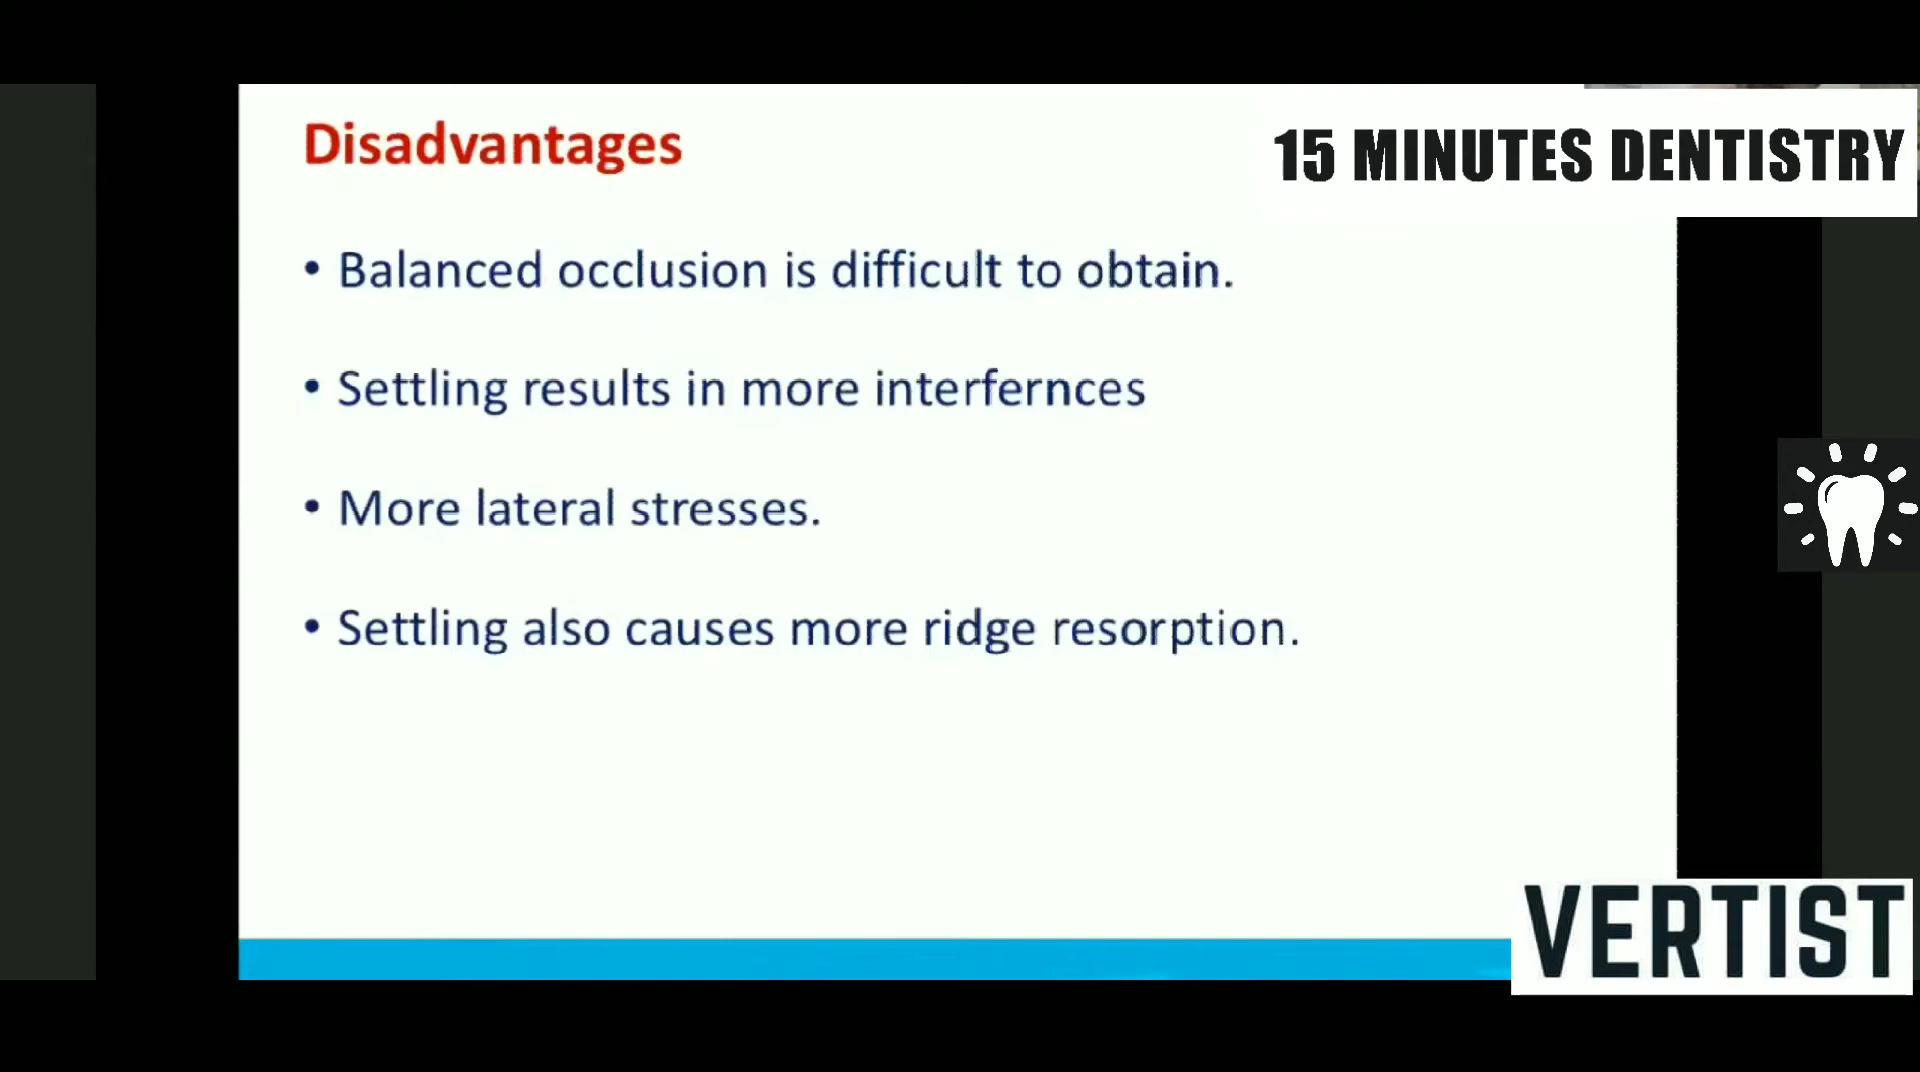 Disadvantages
15 MINUTES DENTISTRY
• Balanced occlusion is difficult to obtain.
• Settling results in more interfernces
• More lateral stresses.
• Settling also causes more ridge resorption.
VERTIST